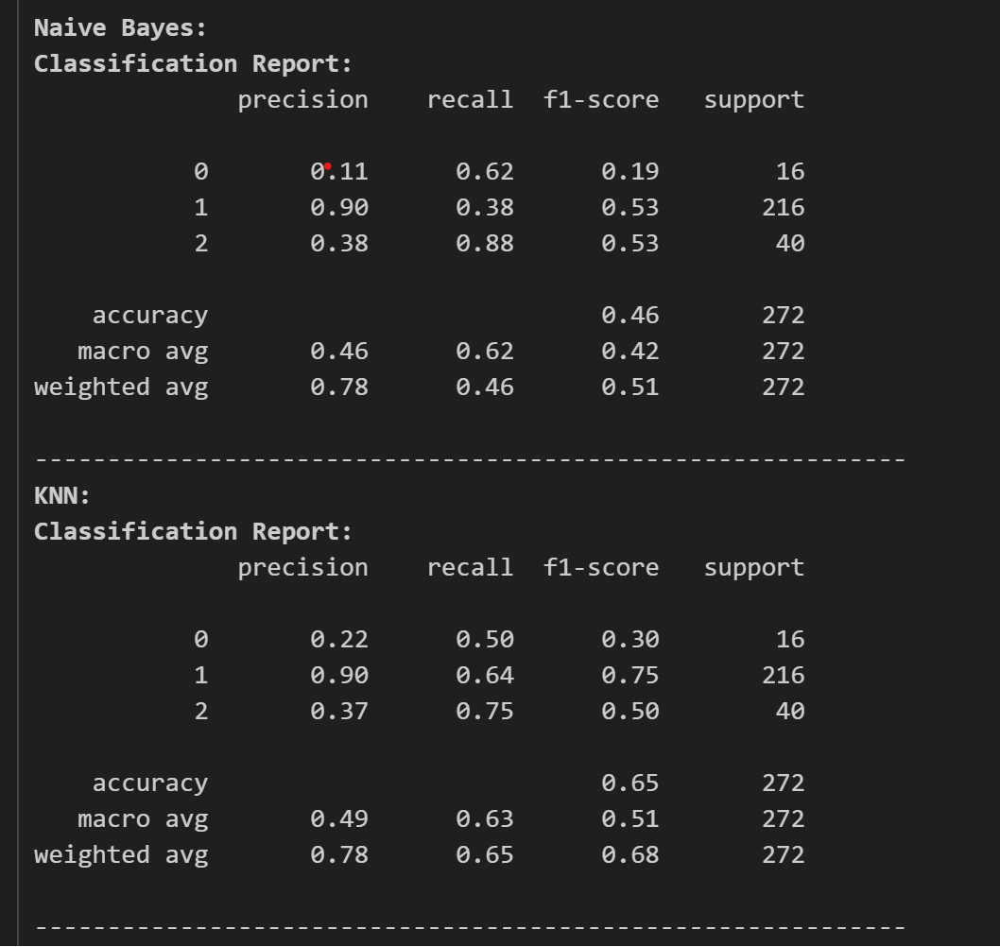 Naive Bayes:
Classification Report:
precision recall f1-score support
0 0.11 0.62 0.19 16
1 0.90 0.38 0.53 216
2 0.38 0.88 0.53 40
accuracy 0.46 272
macro avg 0.46 0.62 0.42 272
weighted avg 0.78 0.46 0.51 272
------------------------------------------------------------
KNN:
Classification Report:
precision recall f1-score support
0 0.22 0.50 0.30 16
1 0.90 0.64 0.75 216
2 0.37 0.75 0.50 40
accuracy 0.65 272
macro avg 0.49 0.63 0.51 272
weighted avg 0.78 0.65 0.68 272
------------------------------------------------------------